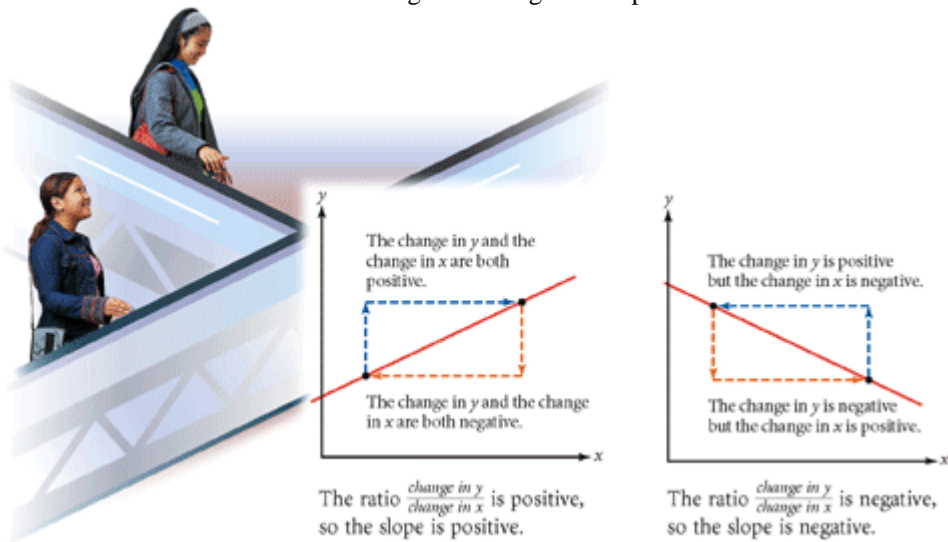 y
The change in y and the
change in x are both
positive.
The change in y and the change
in x are both negative.
x
The ratio change in y / change in x is positive,
so the slope is positive.
y
The change in y is positive
but the change in x is negative.
The change in y is negative
but the change in x is positive.
x
The ratio change in y / change in x is negative,
so the slope is negative.